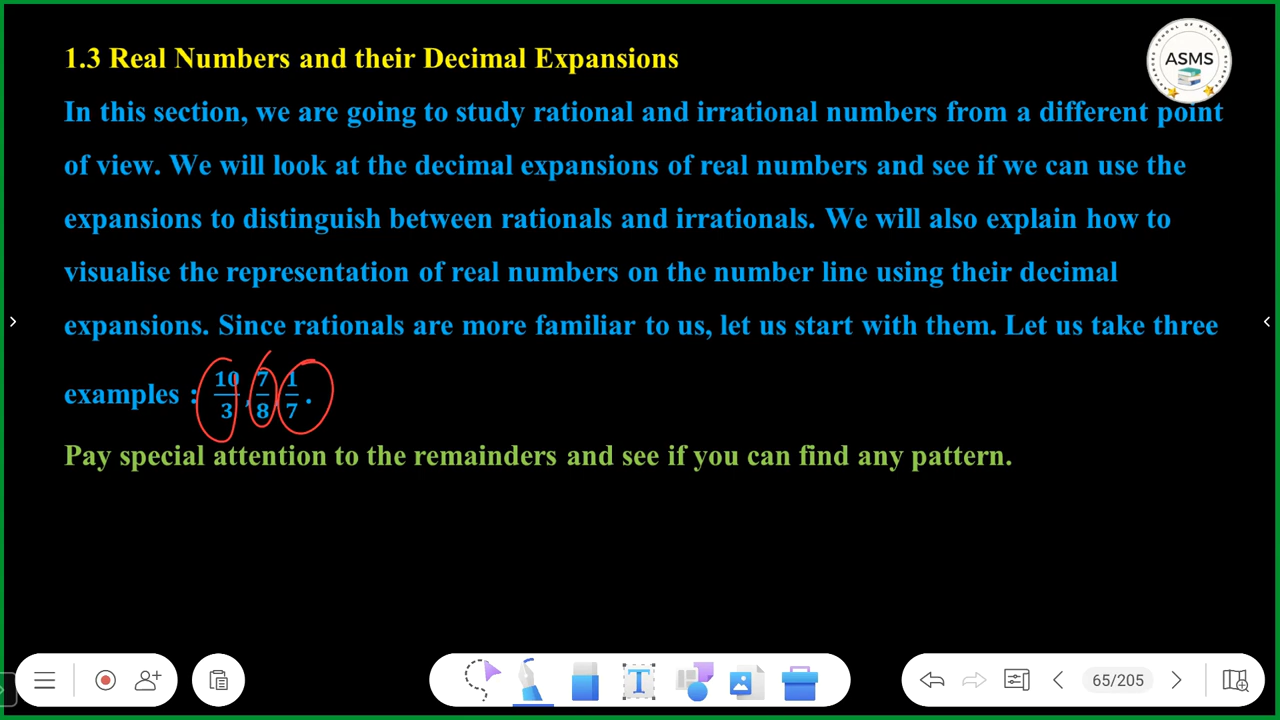 1.3 Real Numbers and their Decimal Expansions
ASMS
In this section, we are going to study rational and irrational numbers from a different point
of view. We will look at the decimal expansions of real numbers and see if we can use the
expansions to distinguish between rationals and irrationals. We will also explain how to
visualise the representation of real numbers on the number line using their decimal
expansions. Since rationals are more familiar to us, let us start with them. Let us take three
examples : 10/3, 7/8, 1/7.
Pay special attention to the remainders and see if you can find any pattern.
65/205